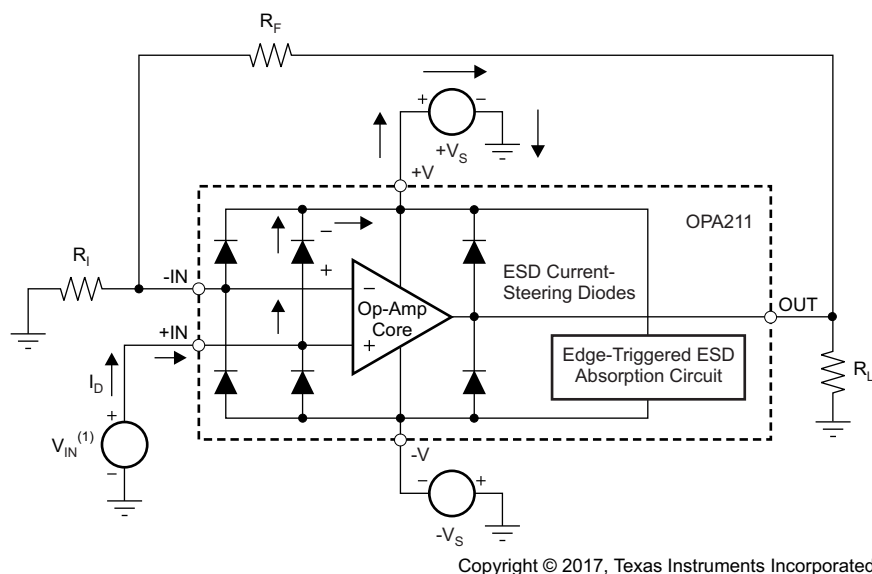 R_F
+ −
+V_S
+V
OPA211
R_I
−
+
-IN
−
Op-Amp
Core
+
ESD Current-
Steering Diodes
OUT
+IN
Edge-Triggered ESD
Absorption Circuit
R_L
I_D
+
V_IN^(1)
−
-V
− +
-V_S
Copyright © 2017, Texas Instruments Incorporated